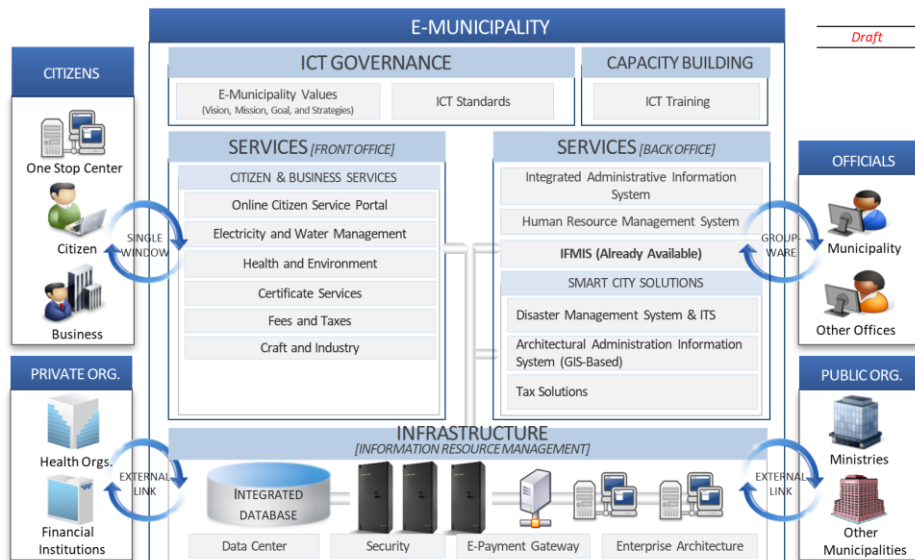 E-MUNICIPALITY
Draft
CITIZENS
One Stop Center
Citizen
Business
SINGLE
WINDOW
PRIVATE ORG.
Health Orgs.
Financial
Institutions
EXTERNAL
LINK
ICT GOVERNANCE
E-Municipality Values
(Vision, Mission, Goal, and Strategies)
ICT Standards
CAPACITY BUILDING
ICT Training
SERVICES [FRONT OFFICE]
CITIZEN & BUSINESS SERVICES
Online Citizen Service Portal
Electricity and Water Management
Health and Environment
Certificate Services
Fees and Taxes
Craft and Industry
SERVICES [BACK OFFICE]
Integrated Administrative Information
System
Human Resource Management System
IFMIS (Already Available)
SMART CITY SOLUTIONS
Disaster Management System & ITS
Architectural Administration Information
System (GIS-Based)
Tax Solutions
INFRASTRUCTURE
[INFORMATION RESOURCE MANAGEMENT]
INTEGRATED
DATABASE
Data Center
Security
E-Payment Gateway
Enterprise Architecture
OFFICIALS
GROUP-
WARE
Municipality
Other Offices
PUBLIC ORG.
EXTERNAL
LINK
Ministries
Other
Municipalities